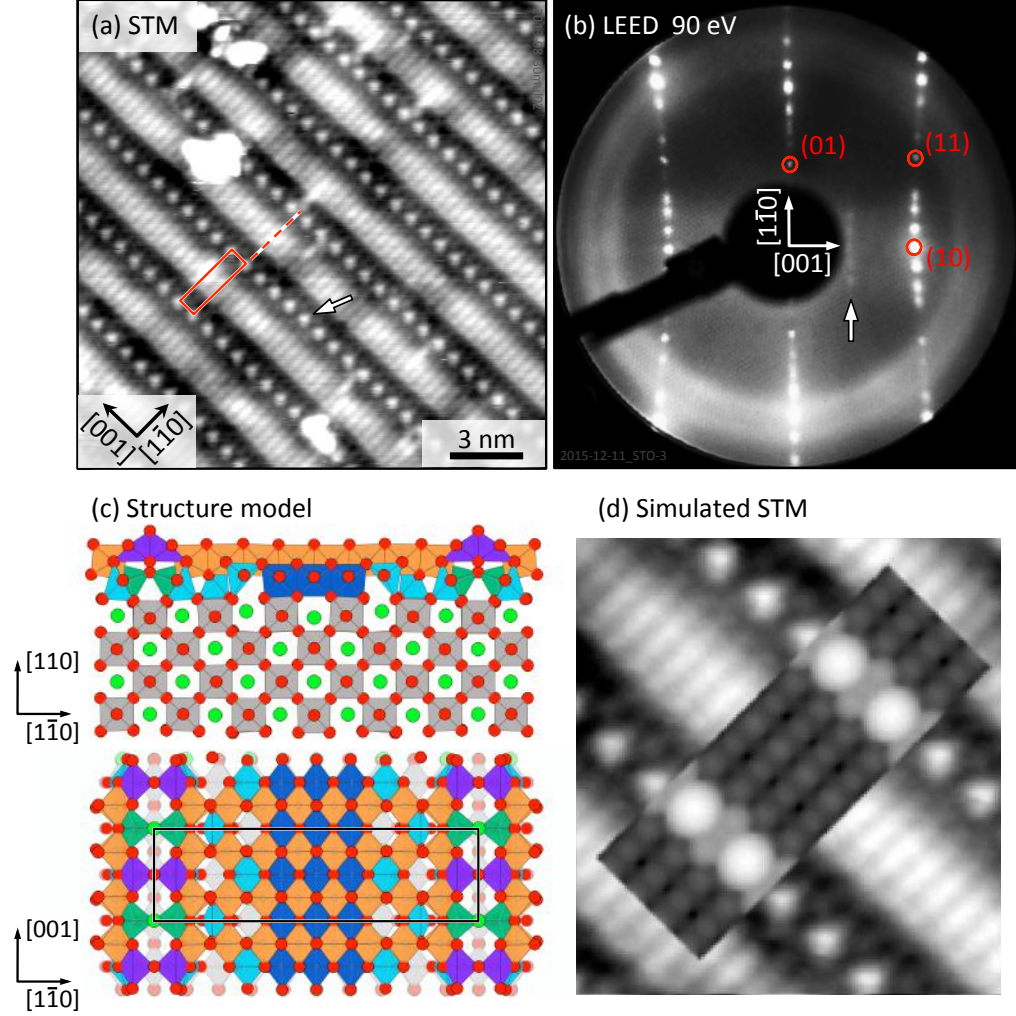 (a) STM
[001]
[11̅0]
3 nm
(b) LEED 90 eV
(01)
(11)
(10)
[11̅0]
[001]
2015-12-11_STO-3
(c) Structure model
[110]
[11̅0]
[001]
[11̅0]
(d) Simulated STM